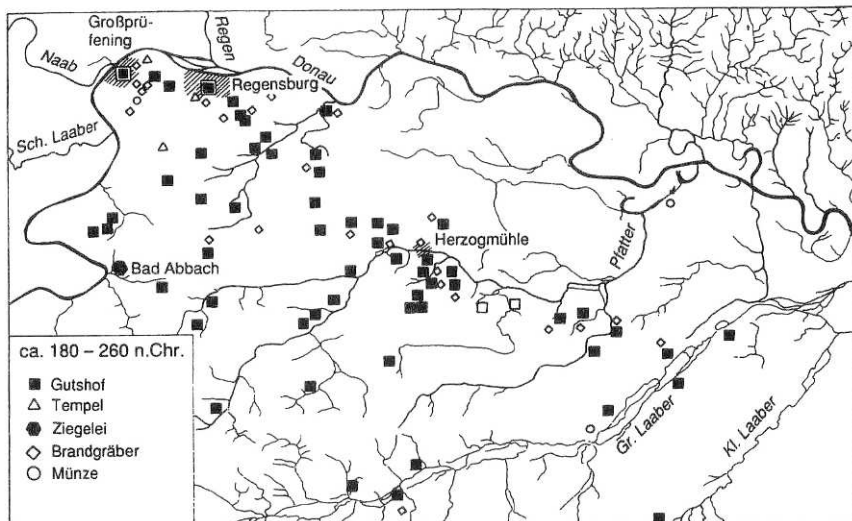 Großprü-
fening
Naab
Regen
Donau
Regensburg
Sch. Laaber
Herzogmühle
Pfatter
Bad Abbach
Gr. Laaber
Kl. Laaber
ca. 180 – 260 n.Chr.
Gutshof
Tempel
Ziegelei
Brandgräber
Münze